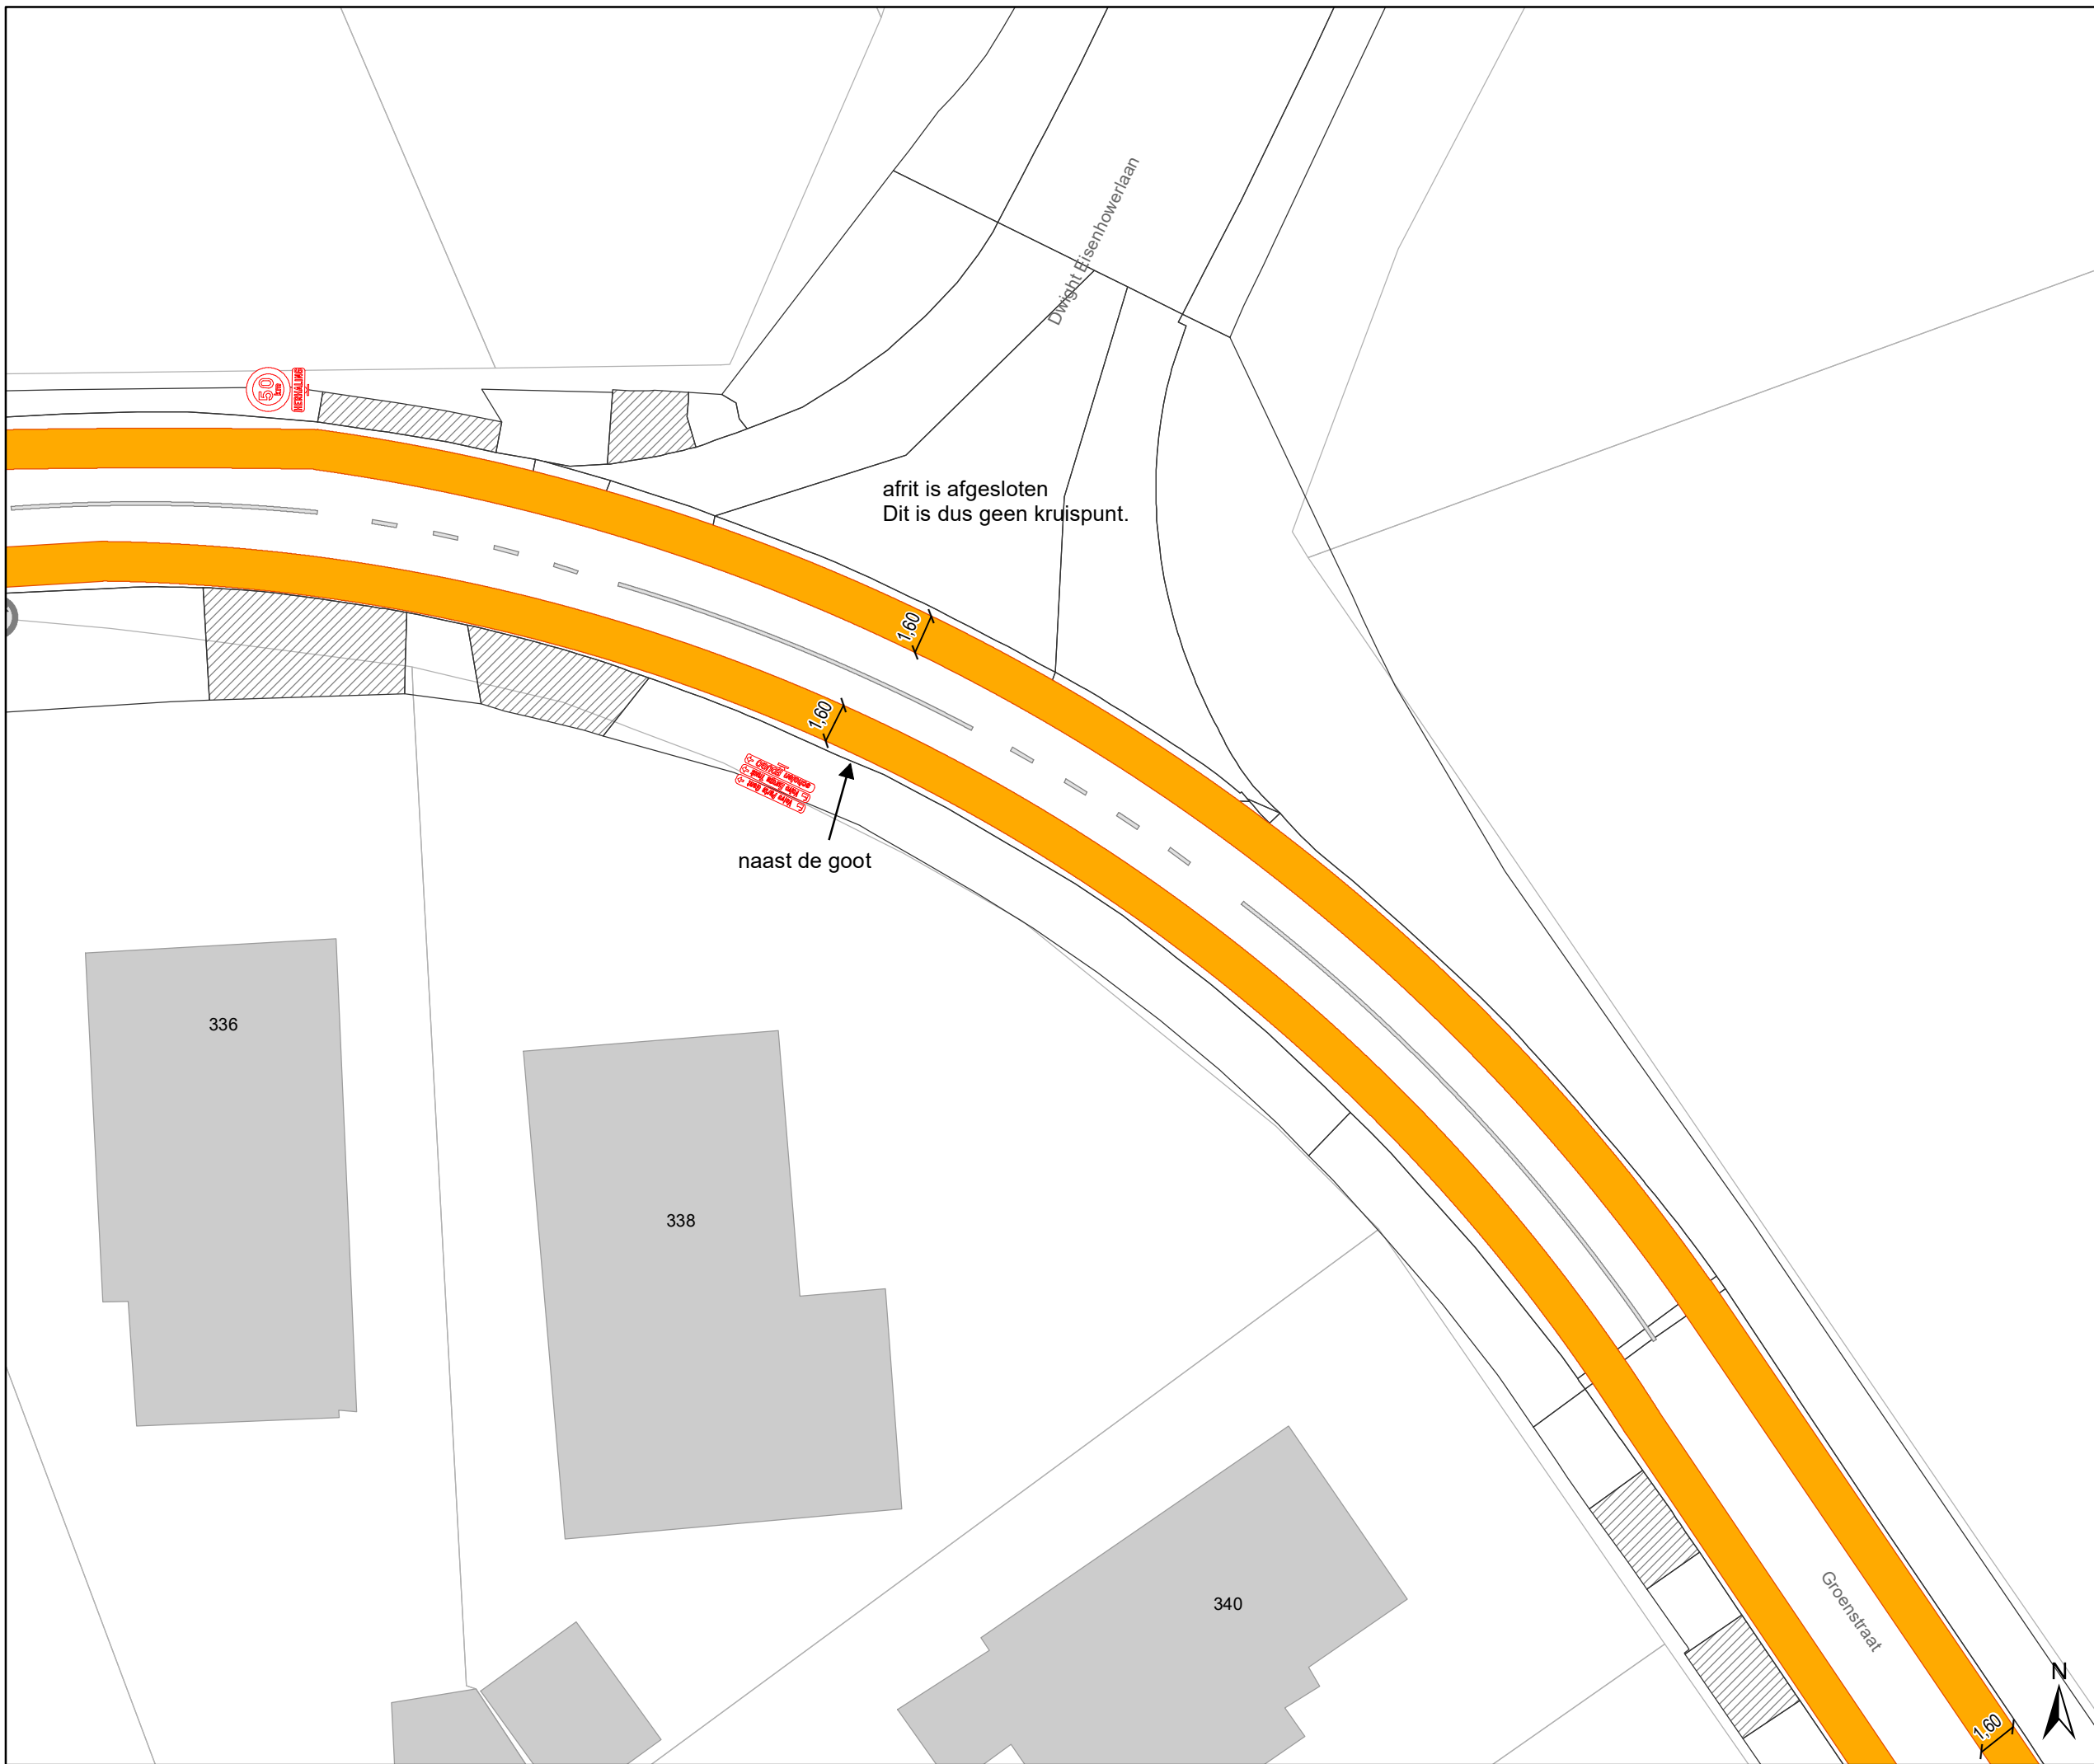 Dwight Eisenhowerlaan
50
HERHALING
afrit is afgesloten
Dit is dus geen kruispunt.
1,60
1,60
naast de goot
336
338
340
Groenstraat
N
1,60